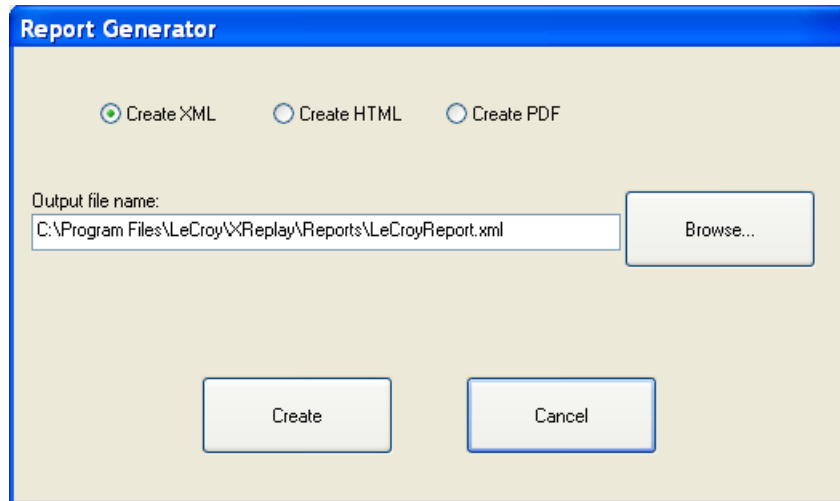 Report Generator
Create XML Create HTML Create PDF
Output file name:
C:\Program Files\LeCroy\XReplay\Reports\LeCroyReport.xml Browse...
Create Cancel